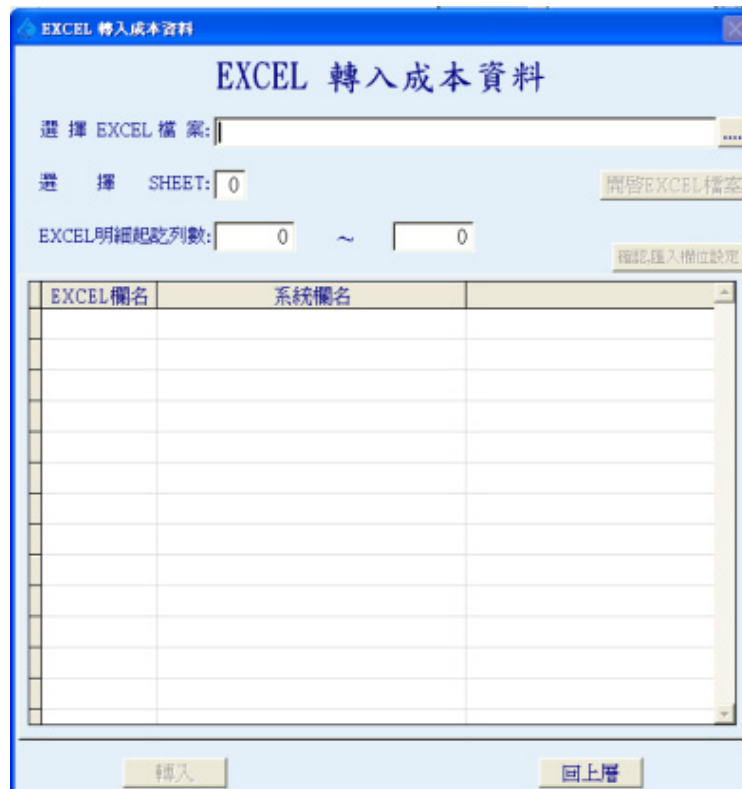 EXCEL 轉入成本資料
EXCEL 轉入成本資料
選 擇 EXCEL 檔 案: ....
選 擇 SHEET: 0 開啓EXCEL檔案
EXCEL明細起訖列數: 0 ~ 0
確認,匯入欄位設定
EXCEL欄名 系統欄名
轉入 回上層